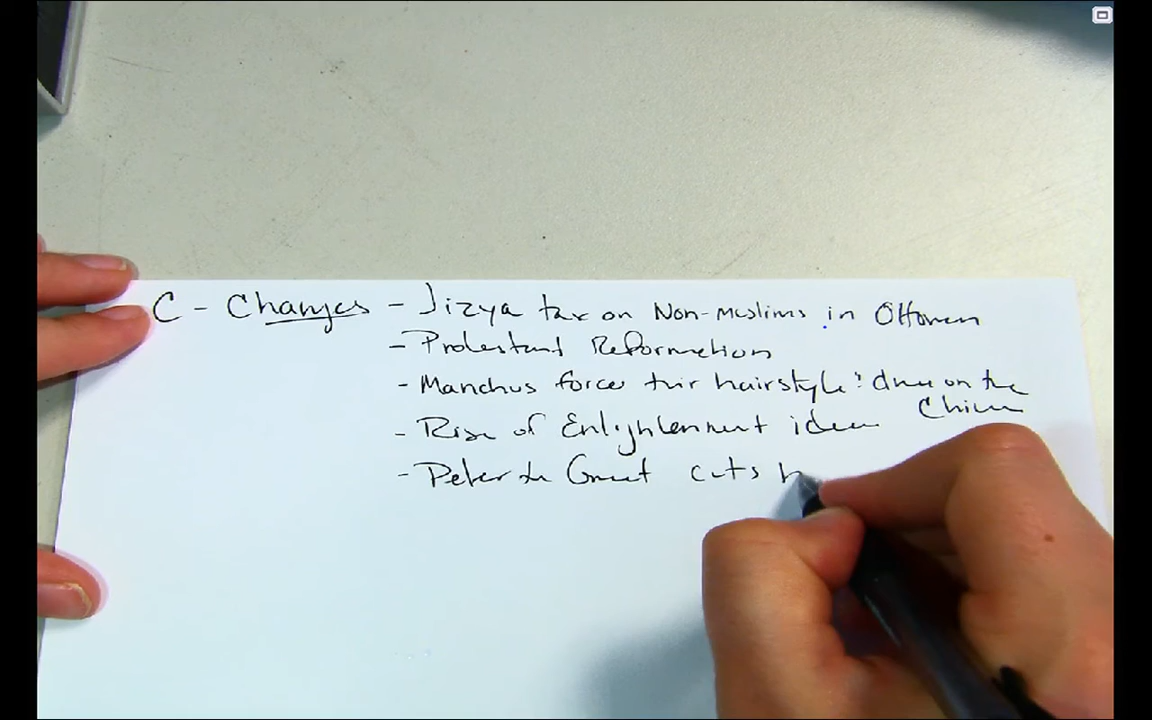 C - Changes - Jizya tax on Non-Muslims in Ottoman
- Protestant Reformation
- Manchus force their hairstyle & dress on the
Chinese
- Rise of Enlightenment ideas
- Peter the Great cuts